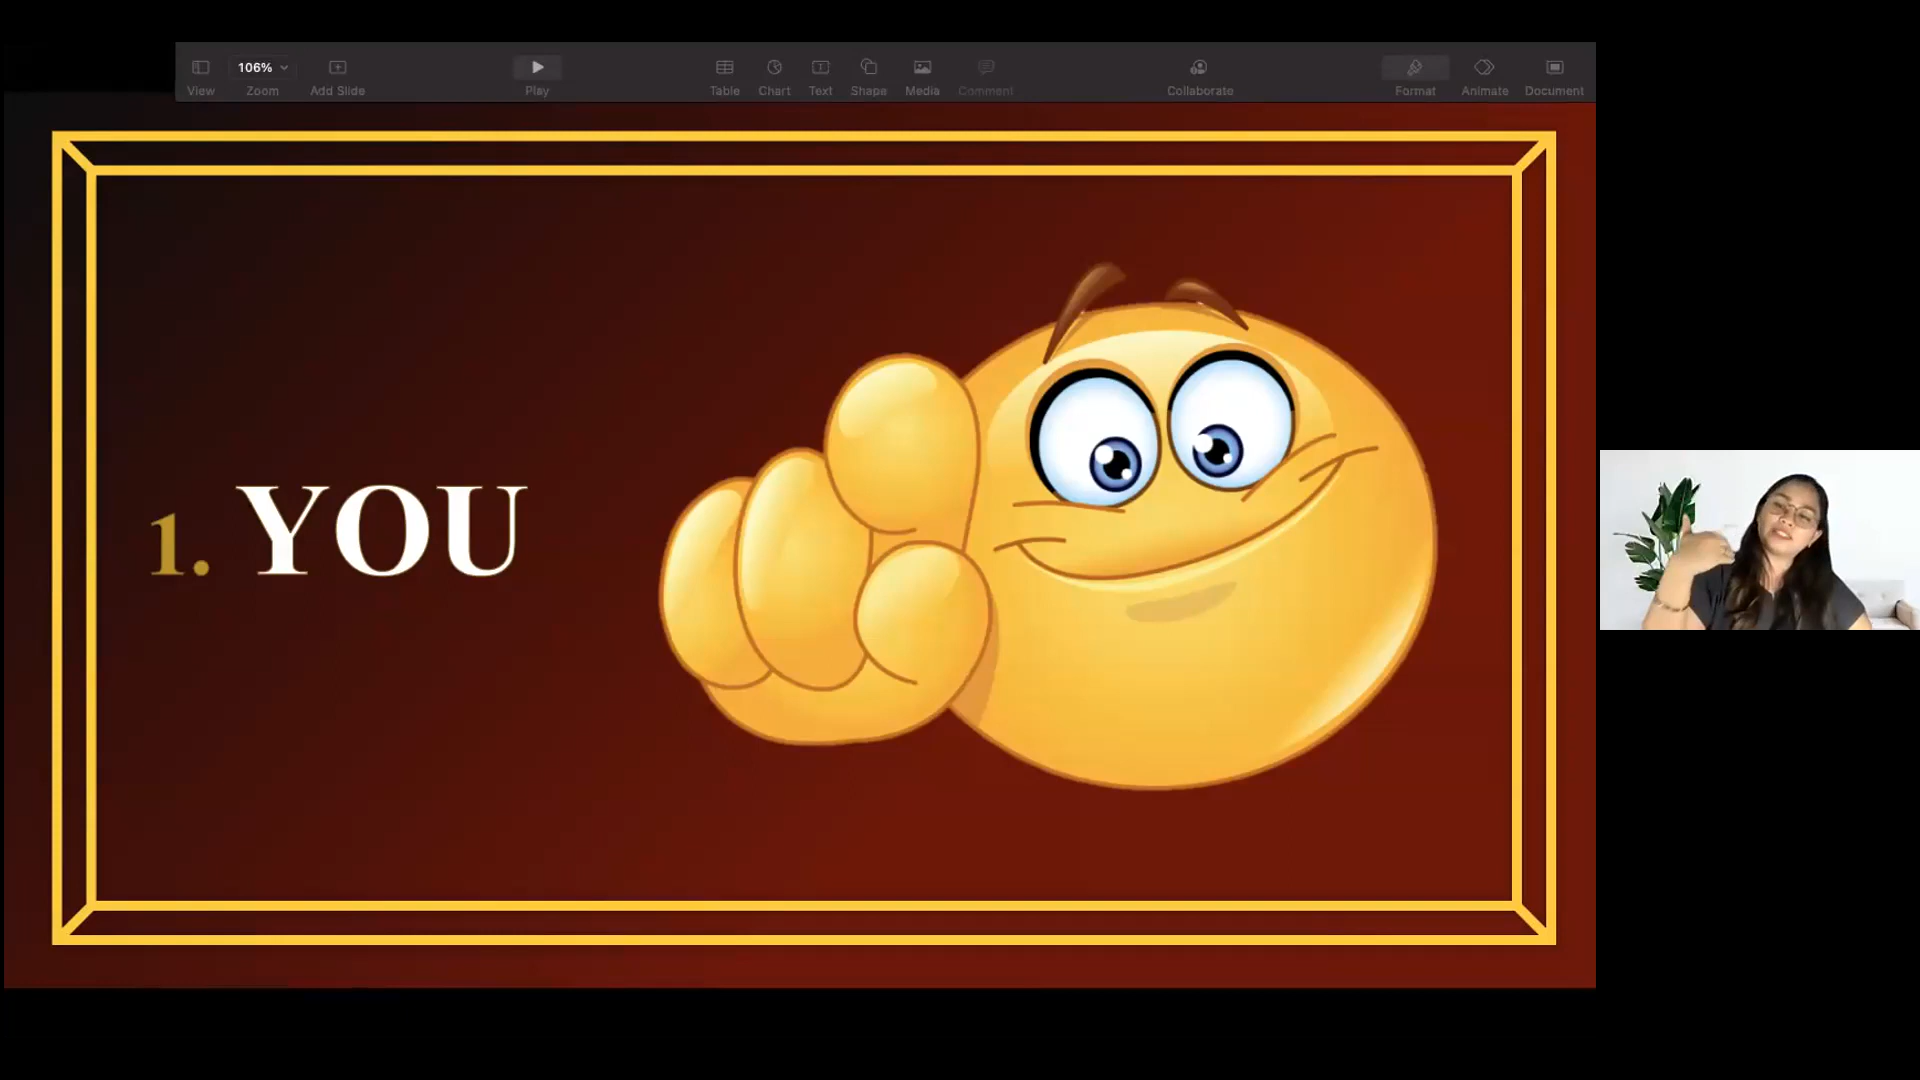 106%
View Zoom Add Slide Play Table Chart Text Shape Media Comment Collaborate Format Animate Document
1. YOU